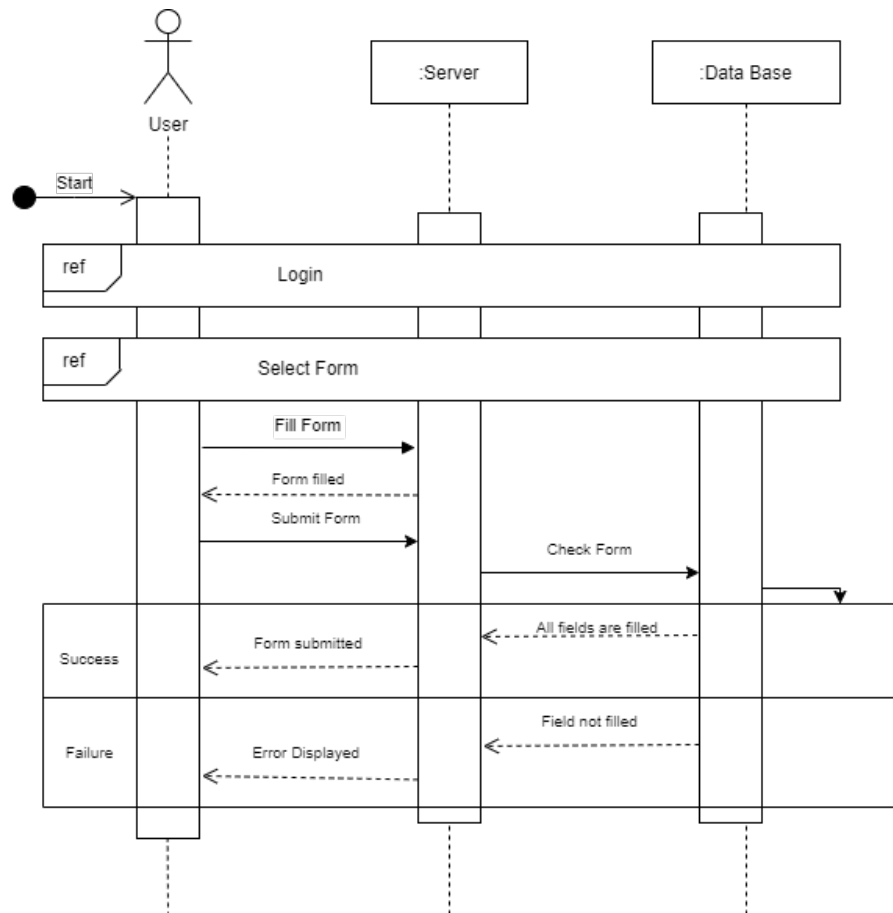 :Server
:Data Base
User
Start
ref
Login
ref
Select Form
Fill Form
Form filled
Submit Form
Check Form
All fields are filled
Form submitted
Success
Field not filled
Failure
Error Displayed